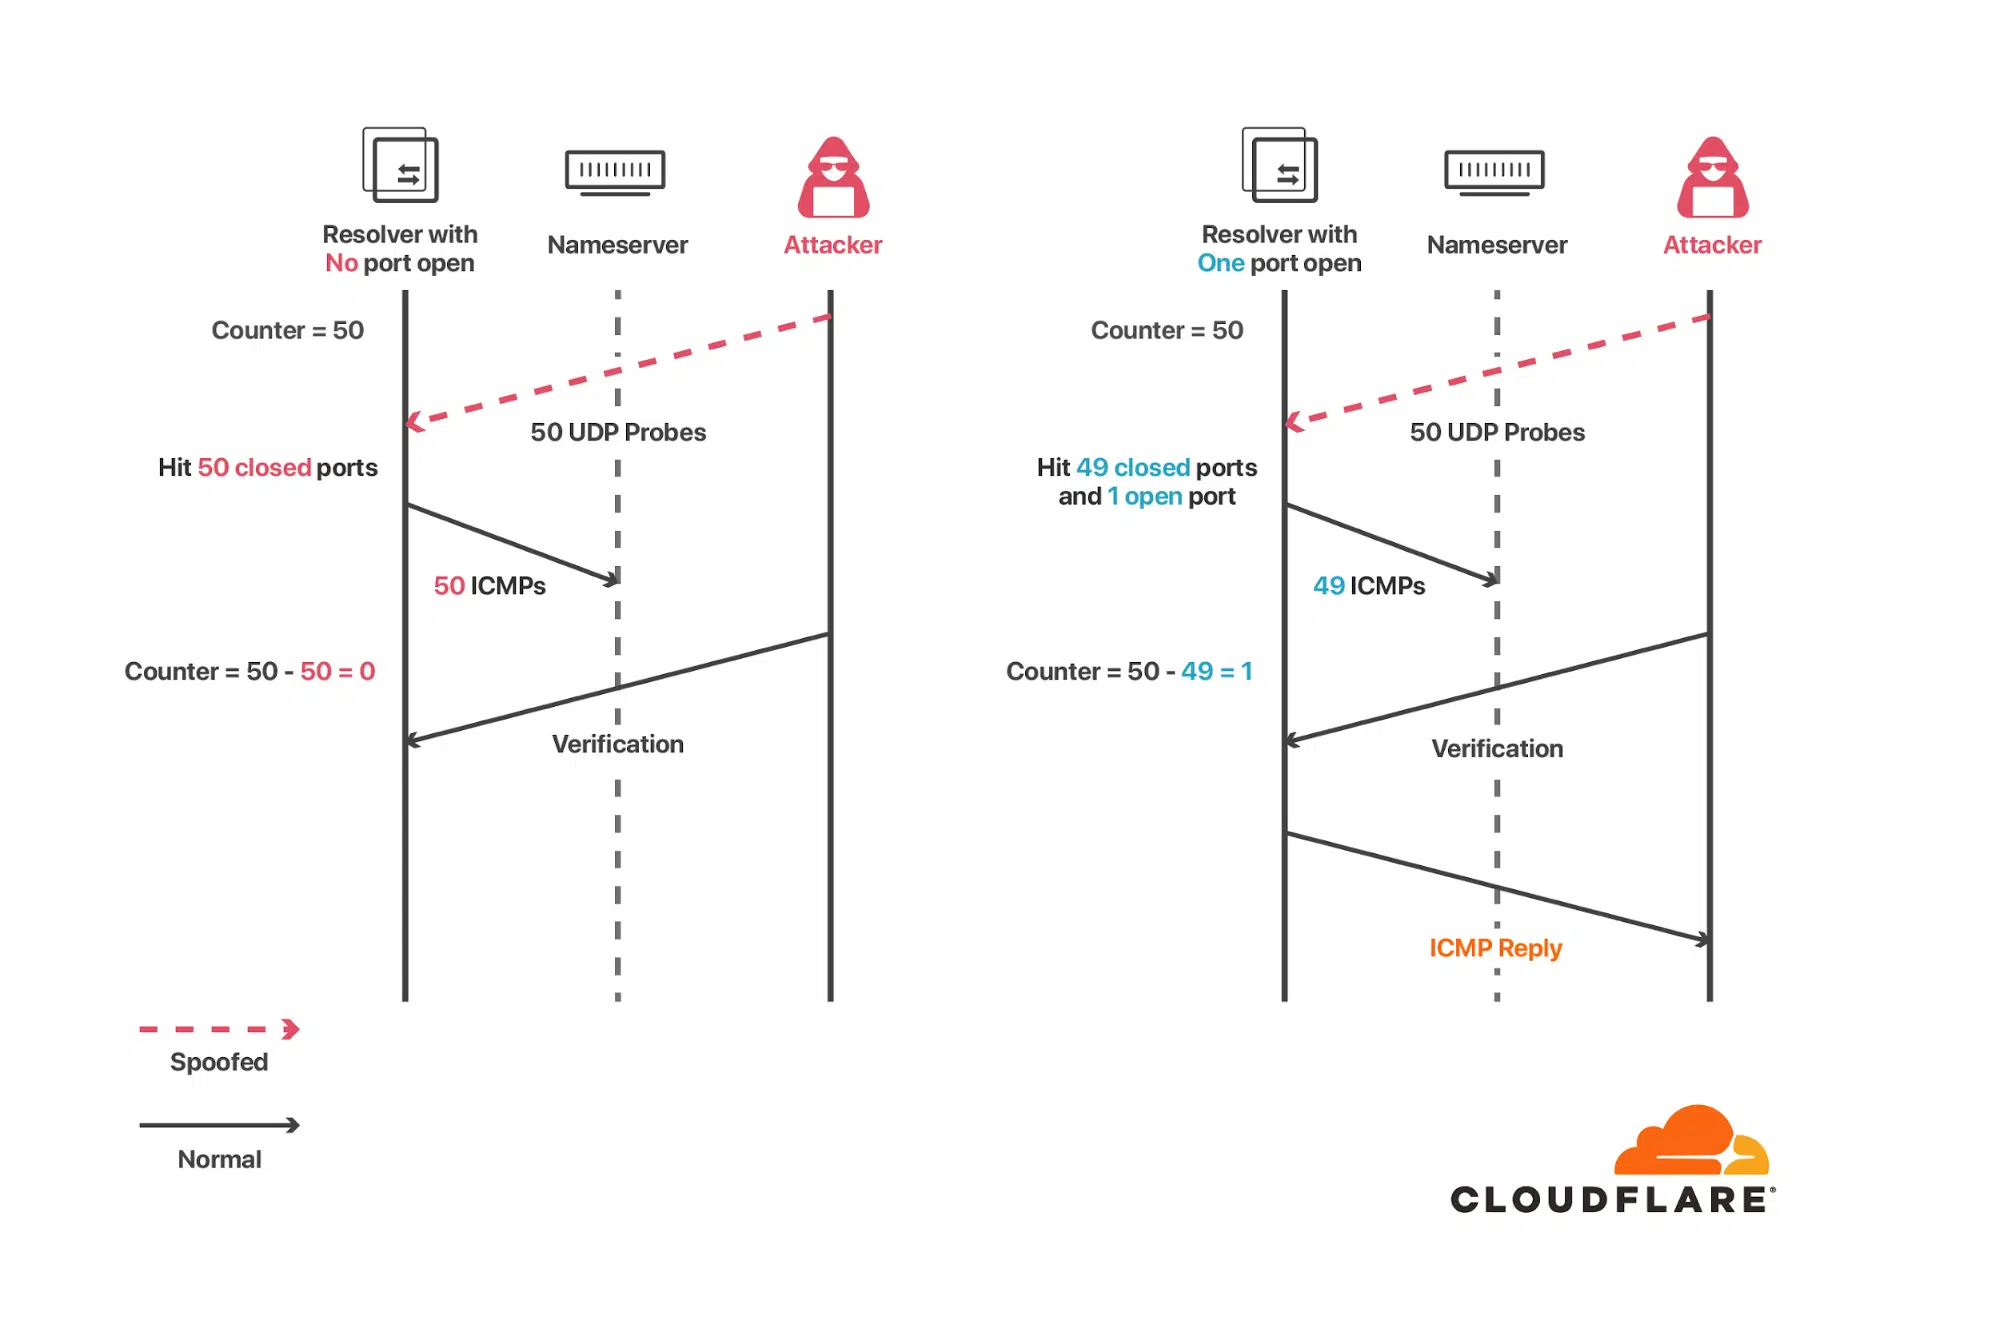 Resolver with
No port open
Nameserver
Attacker
Counter = 50
50 UDP Probes
Hit 50 closed ports
50 ICMPs
Counter = 50 - 50 = 0
Verification
Resolver with
One port open
Nameserver
Attacker
Counter = 50
50 UDP Probes
Hit 49 closed ports
and 1 open port
49 ICMPs
Counter = 50 - 49 = 1
Verification
ICMP Reply
Spoofed
Normal
CLOUDFLARE®